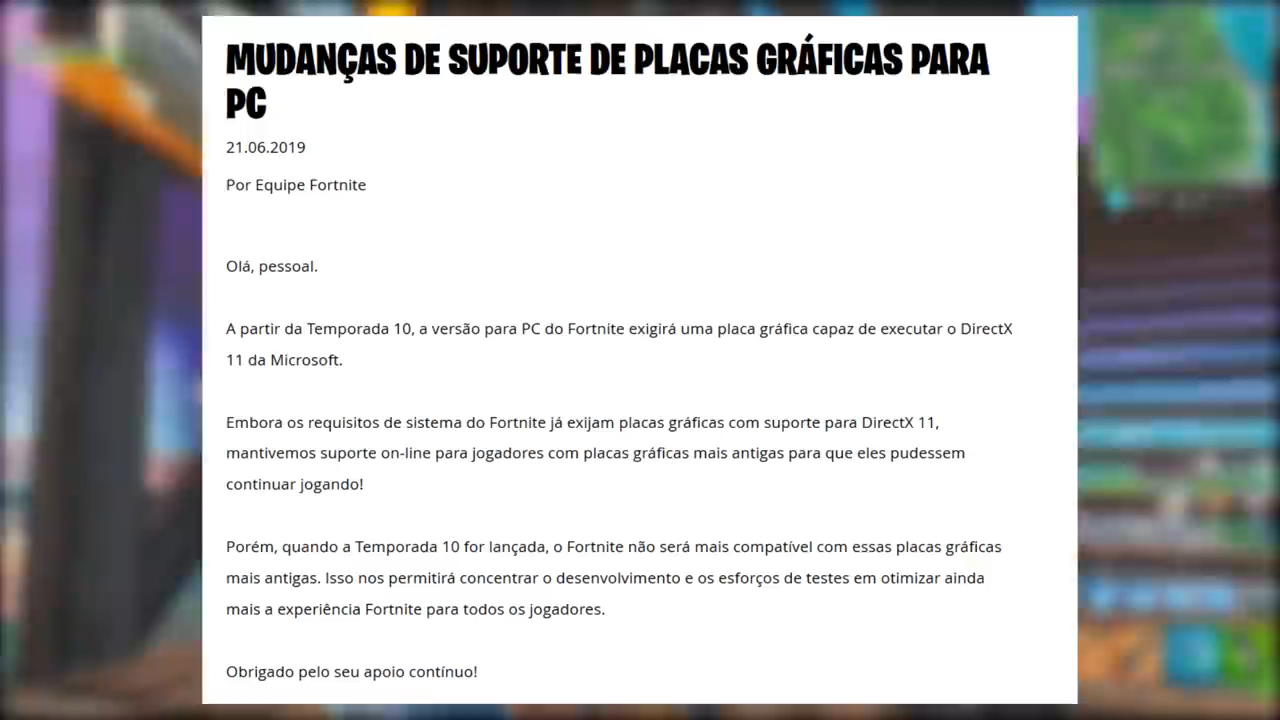 MUDANÇAS DE SUPORTE DE PLACAS GRÁFICAS PARA
PC
21.06.2019
Por Equipe Fortnite
Olá, pessoal.
A partir da Temporada 10, a versão para PC do Fortnite exigirá uma placa gráfica capaz de executar o DirectX
11 da Microsoft.
Embora os requisitos de sistema do Fortnite já exijam placas gráficas com suporte para DirectX 11,
mantivemos suporte on-line para jogadores com placas gráficas mais antigas para que eles pudessem
continuar jogando!
Porém, quando a Temporada 10 for lançada, o Fortnite não será mais compatível com essas placas gráficas
mais antigas. Isso nos permitirá concentrar o desenvolvimento e os esforços de testes em otimizar ainda
mais a experiência Fortnite para todos os jogadores.
Obrigado pelo seu apoio contínuo!